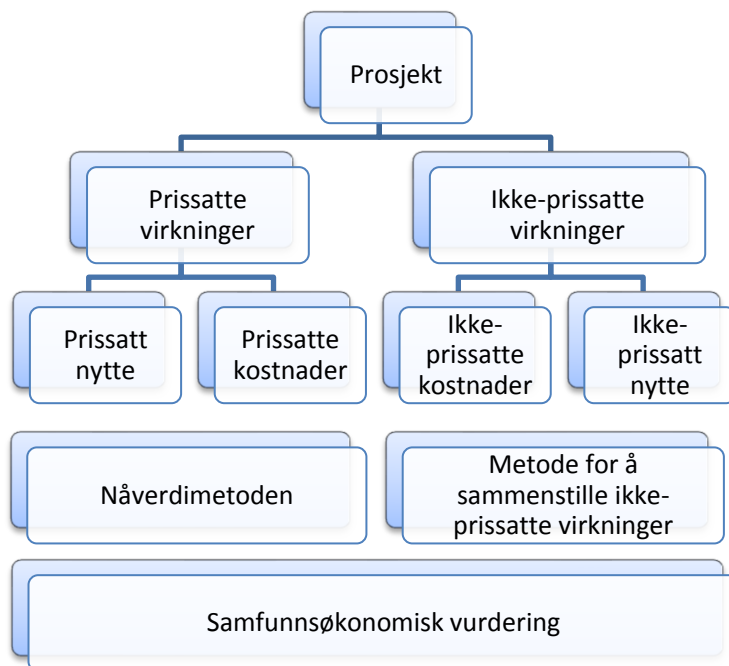 Prosjekt
Prissatte
virkninger
Ikke-prissatte
virkninger
Prissatt
nytte
Prissatte
kostnader
Ikke-
prissatte
kostnader
Ikke-
prissatt
nytte
Nåverdimetoden
Metode for å
sammenstille ikke-
prissatte virkninger
Samfunnsøkonomisk vurdering